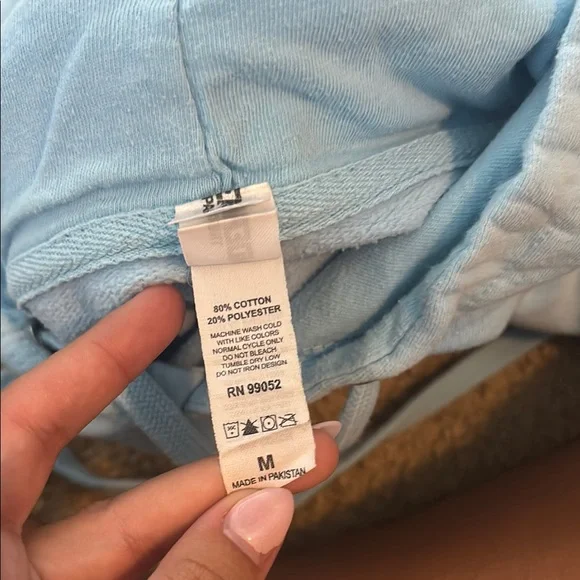 80% COTTON
20% POLYESTER
MACHINE WASH COLD
WITH LIKE COLORS
NORMAL CYCLE ONLY
DO NOT BLEACH
TUMBLE DRY LOW
DO NOT IRON DESIGN
RN 99052
30C
M
MADE IN PAKISTAN